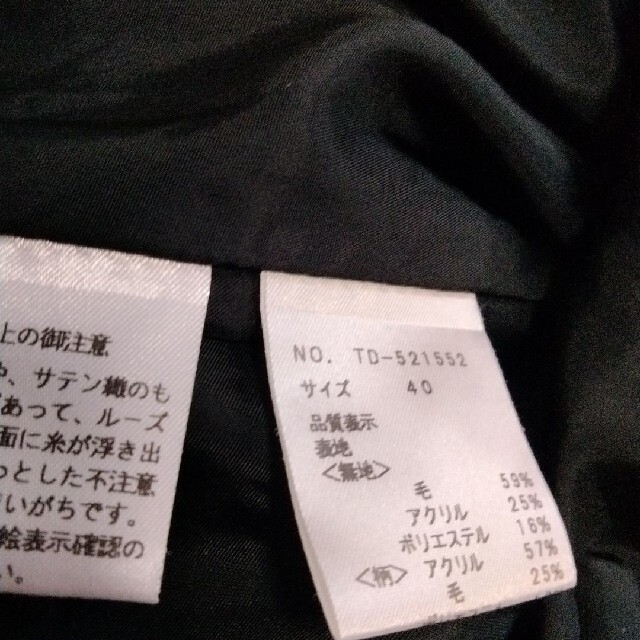 上の御注意
、サテン織のも
あって、ルーズ
面に糸が浮き出
っとした不注意
いがちです。
絵表示確認の
い。
NO. TD-521552
サイズ 40
品質表示
表地
<無地>
毛 59%
アクリル 25%
ポリエステル 16%
<柄> アクリル 57%
毛 25%